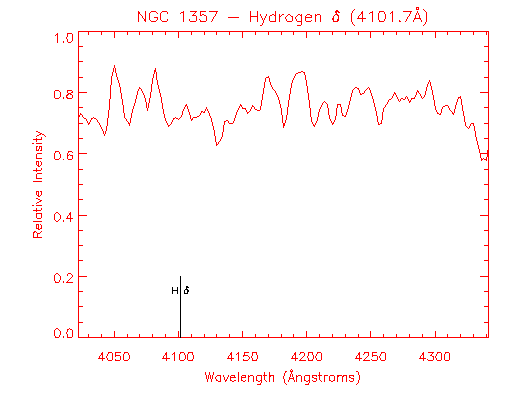 NGC 1357 – Hydrogen δ (4101.7Å)
1.0
0.8
0.6
0.4
0.2
0.0
Relative Intensity
H δ
4050 4100 4150 4200 4250 4300
Wavelength (Ångstroms)